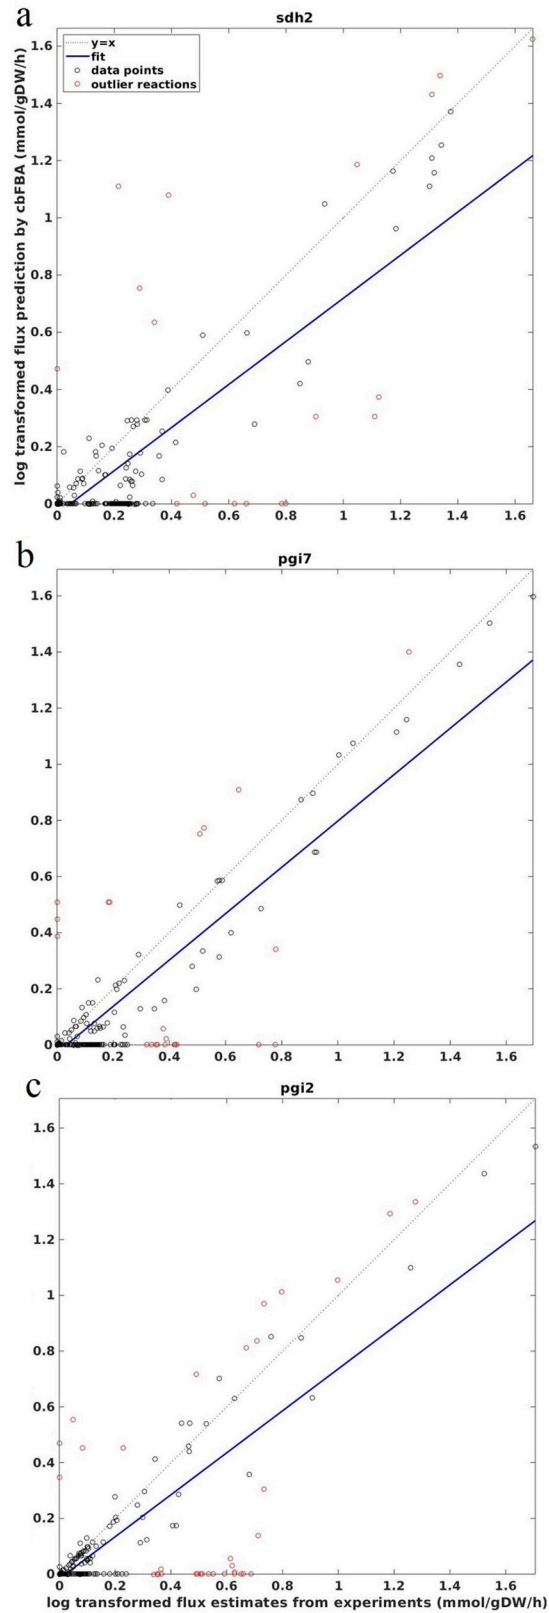 a
sdh2
y=x
fit
data points
outlier reactions
log transformed flux prediction by cbFBA (mmol/gDW/h)
1.6
1.4
1.2
1
0.8
0.6
0.4
0.2
0
0 0.2 0.4 0.6 0.8 1 1.2 1.4 1.6
b
pgi7
1.6
1.4
1.2
1
0.8
0.6
0.4
0.2
0
0 0.2 0.4 0.6 0.8 1 1.2 1.4 1.6
c
pgi2
1.6
1.4
1.2
1
0.8
0.6
0.4
0.2
0
0 0.2 0.4 0.6 0.8 1 1.2 1.4 1.6
log transformed flux estimates from experiments (mmol/gDW/h)